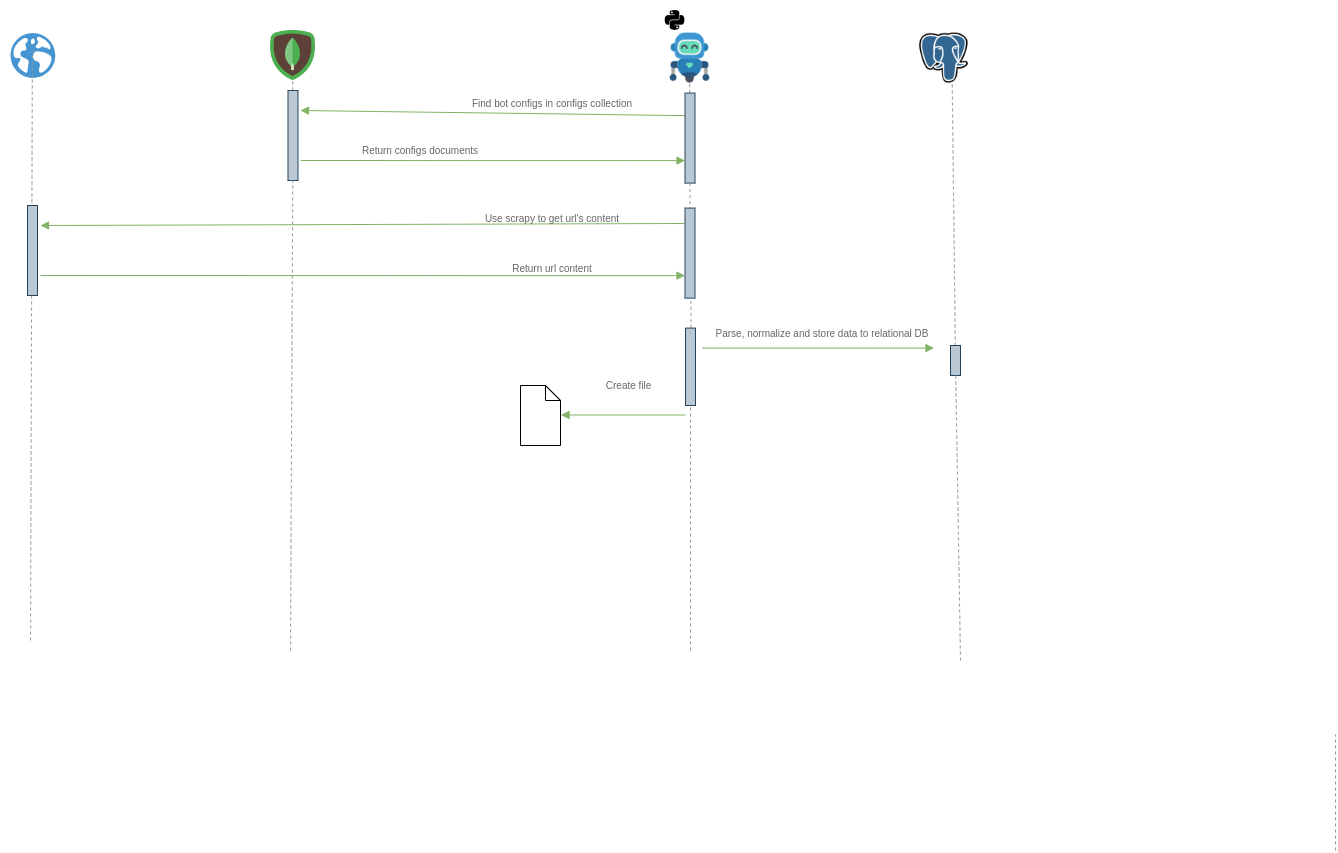 Find bot configs in configs collection
Return configs documents
Use scrapy to get url's content
Return url content
Parse, normalize and store data to relational DB
Create file